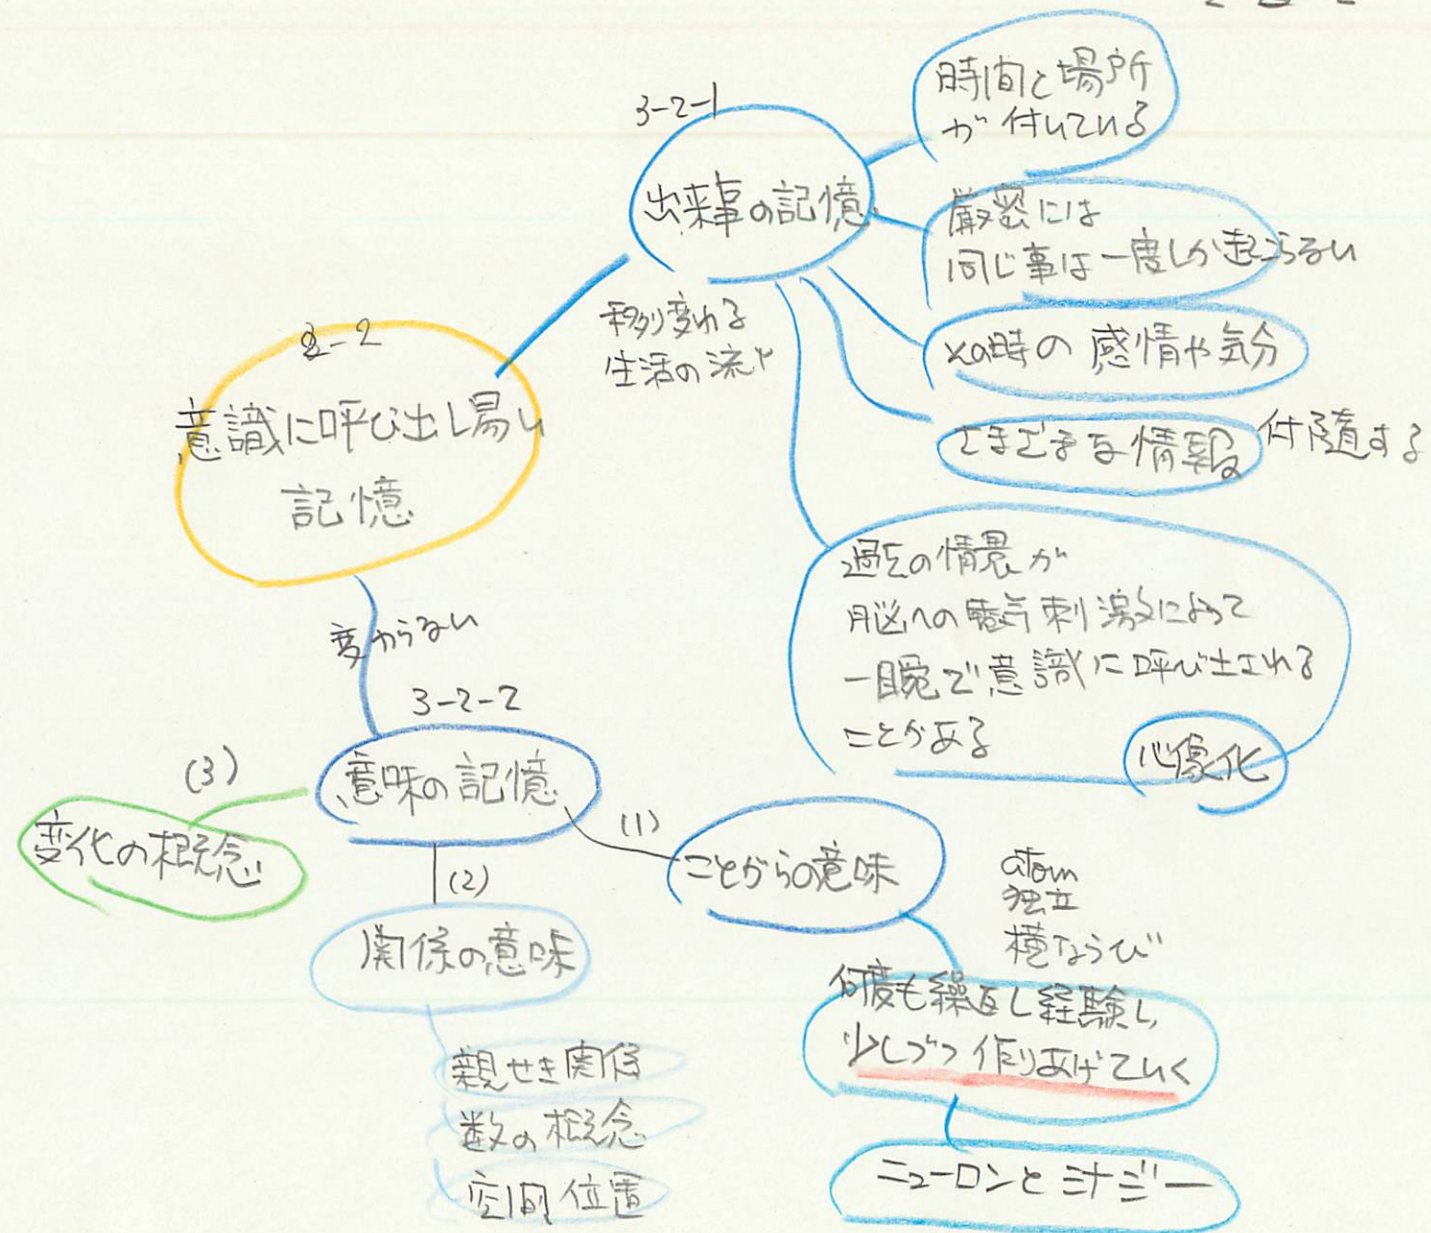 3-2
意識に呼び出し易い
記憶
3-2-1
出来事の記憶
移り変わる
生活の流れ
時間と場所
が付いている
厳密には
同じ事は一度しか起こらない
その時の感情や気分
さまざまな情報 付随する
過去の情景が
脳への電気刺激によって
一瞬で意識に呼び出される
ことがある
心像化
変わらない
3-2-2
意味の記憶
(1)
ことがらの意味
atom
独立
横ならび
何度も繰返し経験し
少しづつ作りあげていく
ニューロンとミナジー
(2)
関係の意味
親せき関係
数の概念
空間位置
(3)
変化の概念